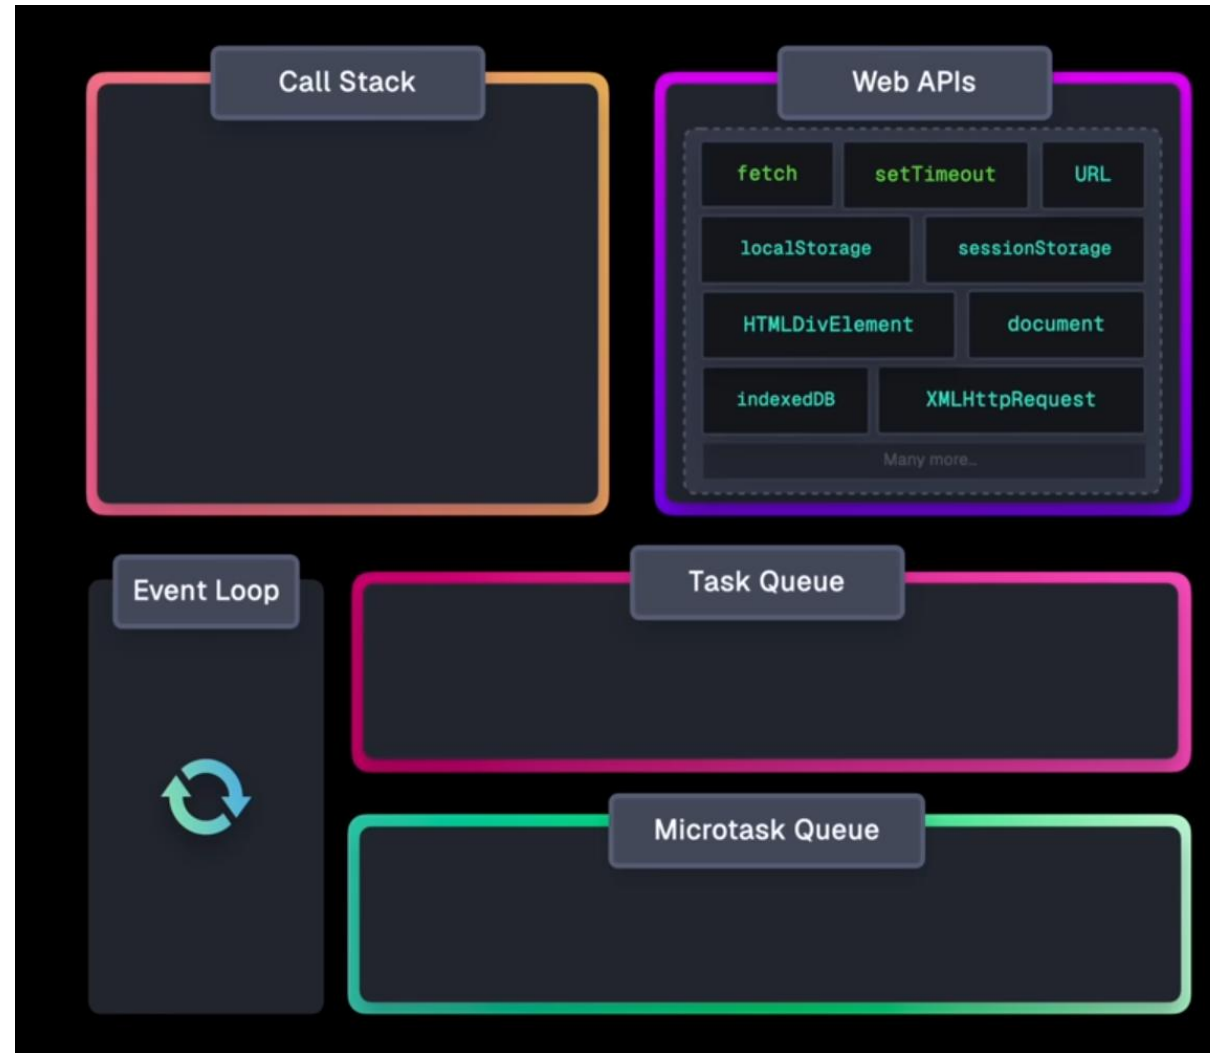 Call Stack
Web APIs
fetch
setTimeout
URL
localStorage
sessionStorage
HTMLDivElement
document
indexedDB
XMLHttpRequest
Many more…
Event Loop
Task Queue
Microtask Queue